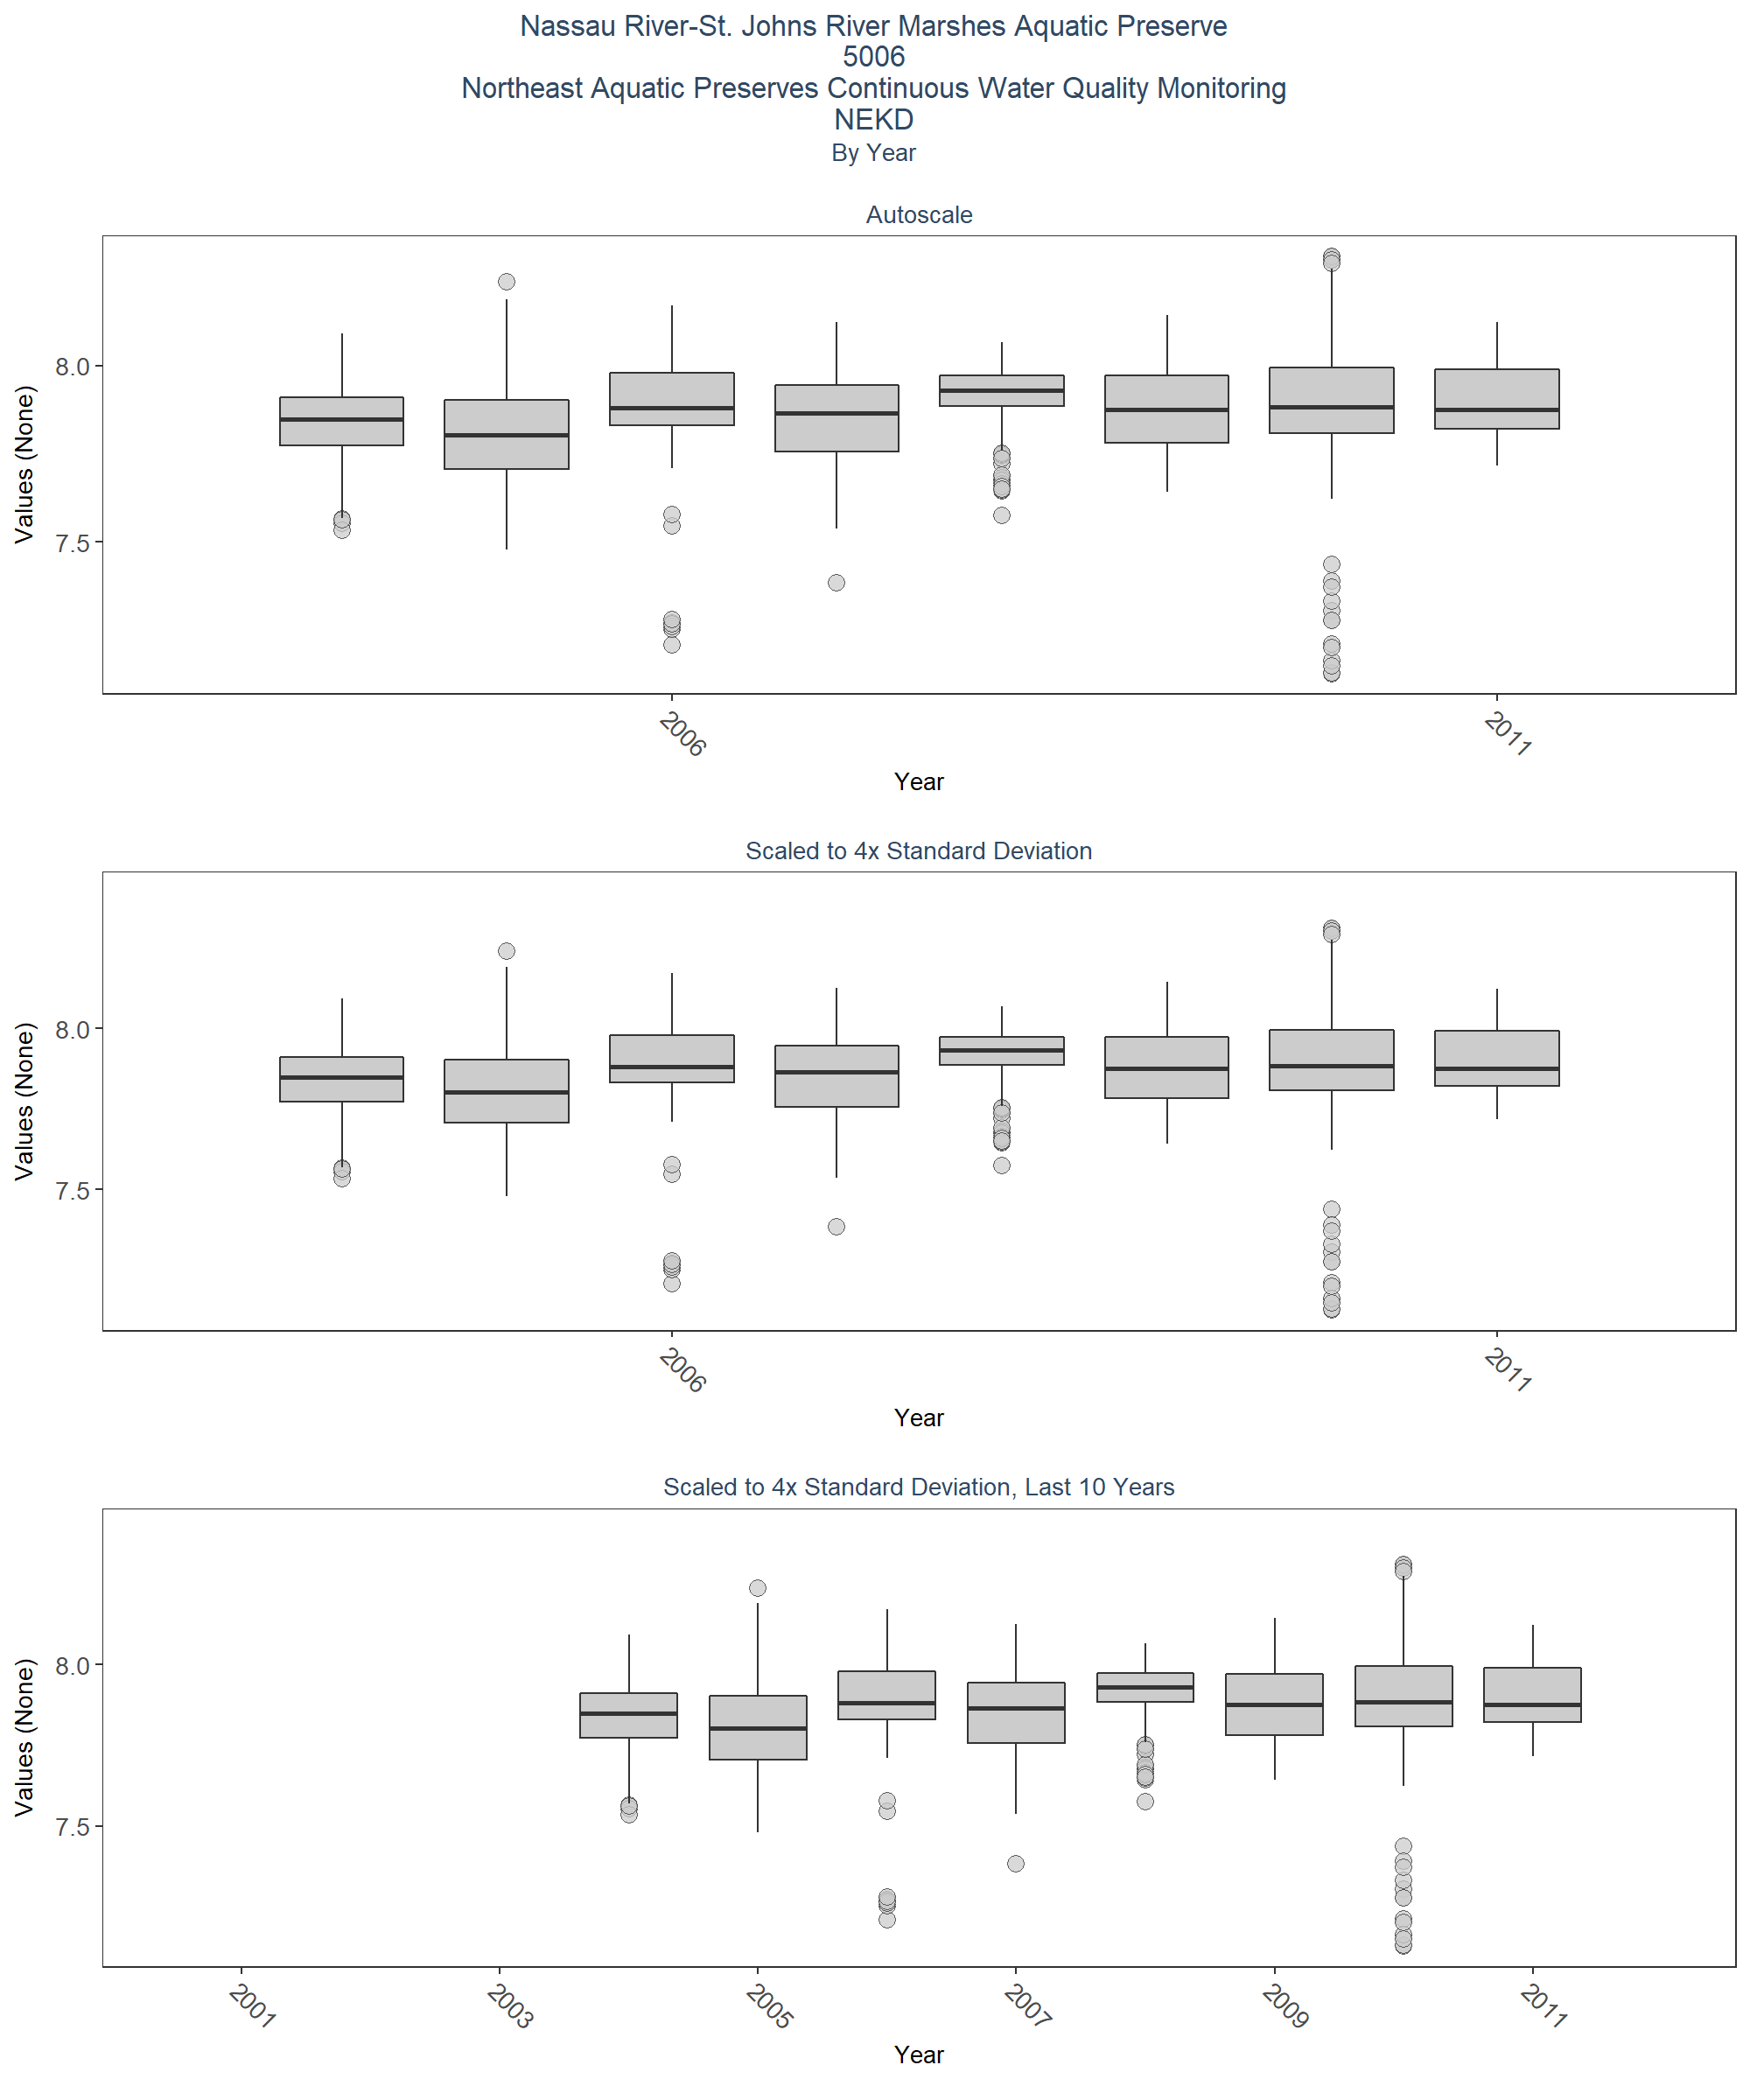 Nassau River-St. Johns River Marshes Aquatic Preserve
5006
Northeast Aquatic Preserves Continuous Water Quality Monitoring
NEKD
By Year
Autoscale
Values (None)
8.0
7.5
2006
2011
Year
Scaled to 4x Standard Deviation
Values (None)
8.0
7.5
2006
2011
Year
Scaled to 4x Standard Deviation, Last 10 Years
Values (None)
8.0
7.5
2001
2003
2005
2007
2009
2011
Year